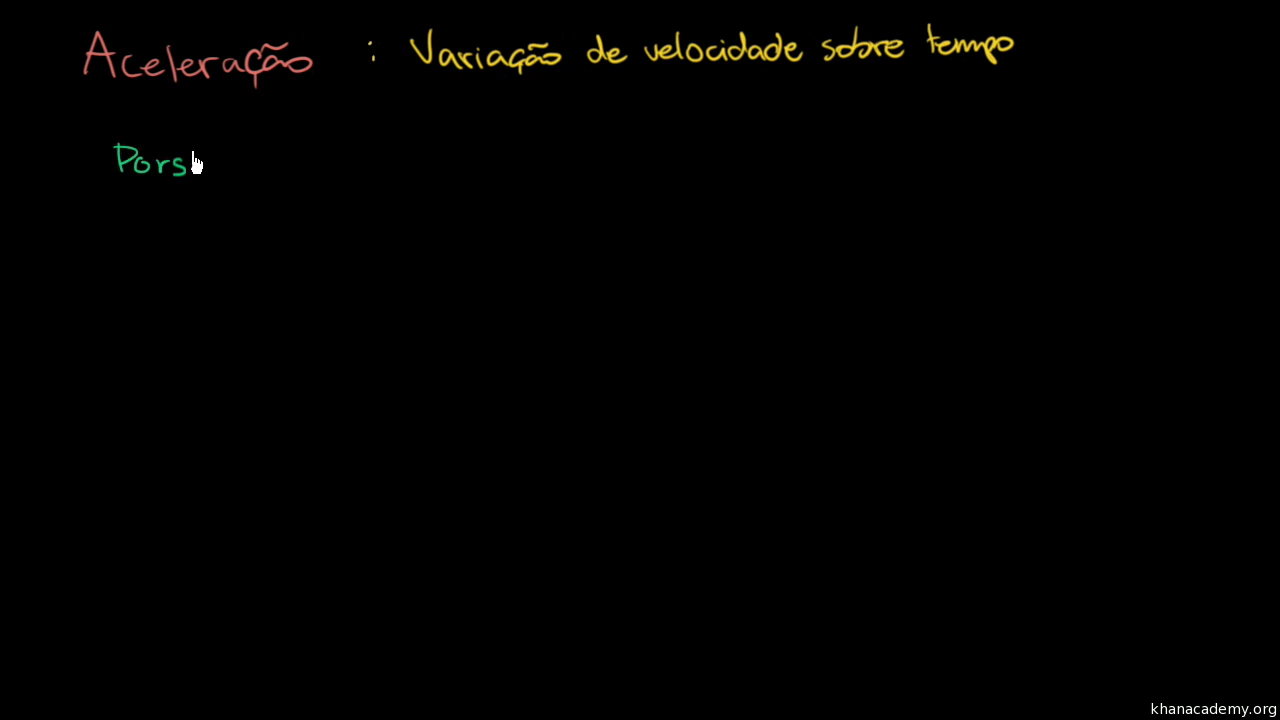 Aceleração : Variação de velocidade sobre tempo
Pors
khanacademy.org